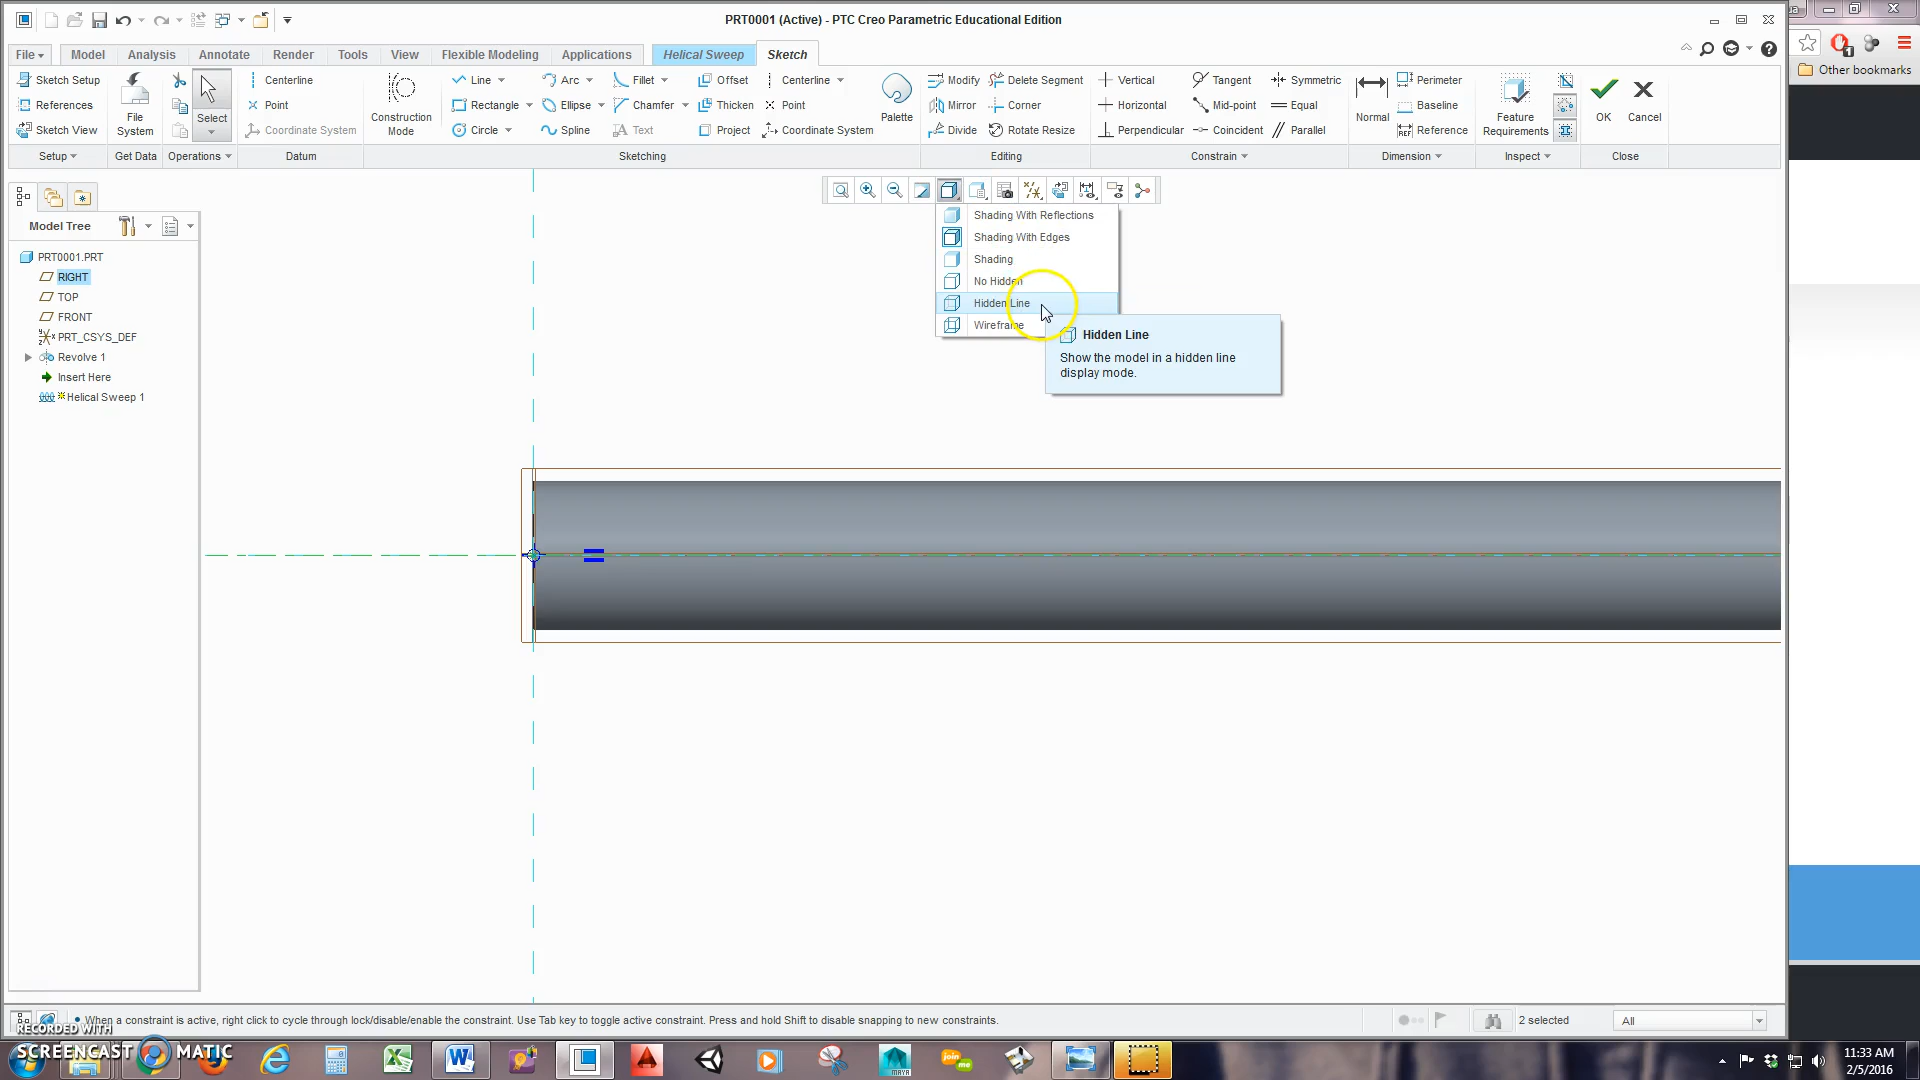 PRT0001 (Active) - PTC Creo Parametric Educational Edition
File
Model
Analysis
Annotate
Render
Tools
View
Flexible Modeling
Applications
Helical Sweep
Sketch
Other bookmarks
Sketch Setup
References
Sketch View
Setup
File System
Get Data
Select
Operations
Centerline
Point
Coordinate System
Datum
Construction Mode
Line
Rectangle
Circle
Arc
Ellipse
Spline
Fillet
Chamfer
Text
Offset
Thicken
Project
Centerline
Point
Coordinate System
Palette
Sketching
Modify
Mirror
Divide
Delete Segment
Corner
Rotate Resize
Editing
Vertical
Horizontal
Perpendicular
Tangent
Mid-point
Coincident
Symmetric
Equal
Parallel
Constrain
Normal
Perimeter
Baseline
Reference
Dimension
Feature Requirements
Inspect
OK
Cancel
Close
Model Tree
PRT0001.PRT
RIGHT
TOP
FRONT
PRT_CSYS_DEF
Revolve 1
Insert Here
Helical Sweep 1
Shading With Reflections
Shading With Edges
Shading
No Hidden
Hidden Line
Wireframe
Hidden Line
Show the model in a hidden line
display mode.
When a constraint is active, right click to cycle through lock/disable/enable the constraint. Use Tab key to toggle active constraint. Press and hold Shift to disable snapping to new constraints.
2 selected
All
RECORDED WITH
SCREENCAST MATIC
MAYA
join me
11:33 AM
2/5/2016